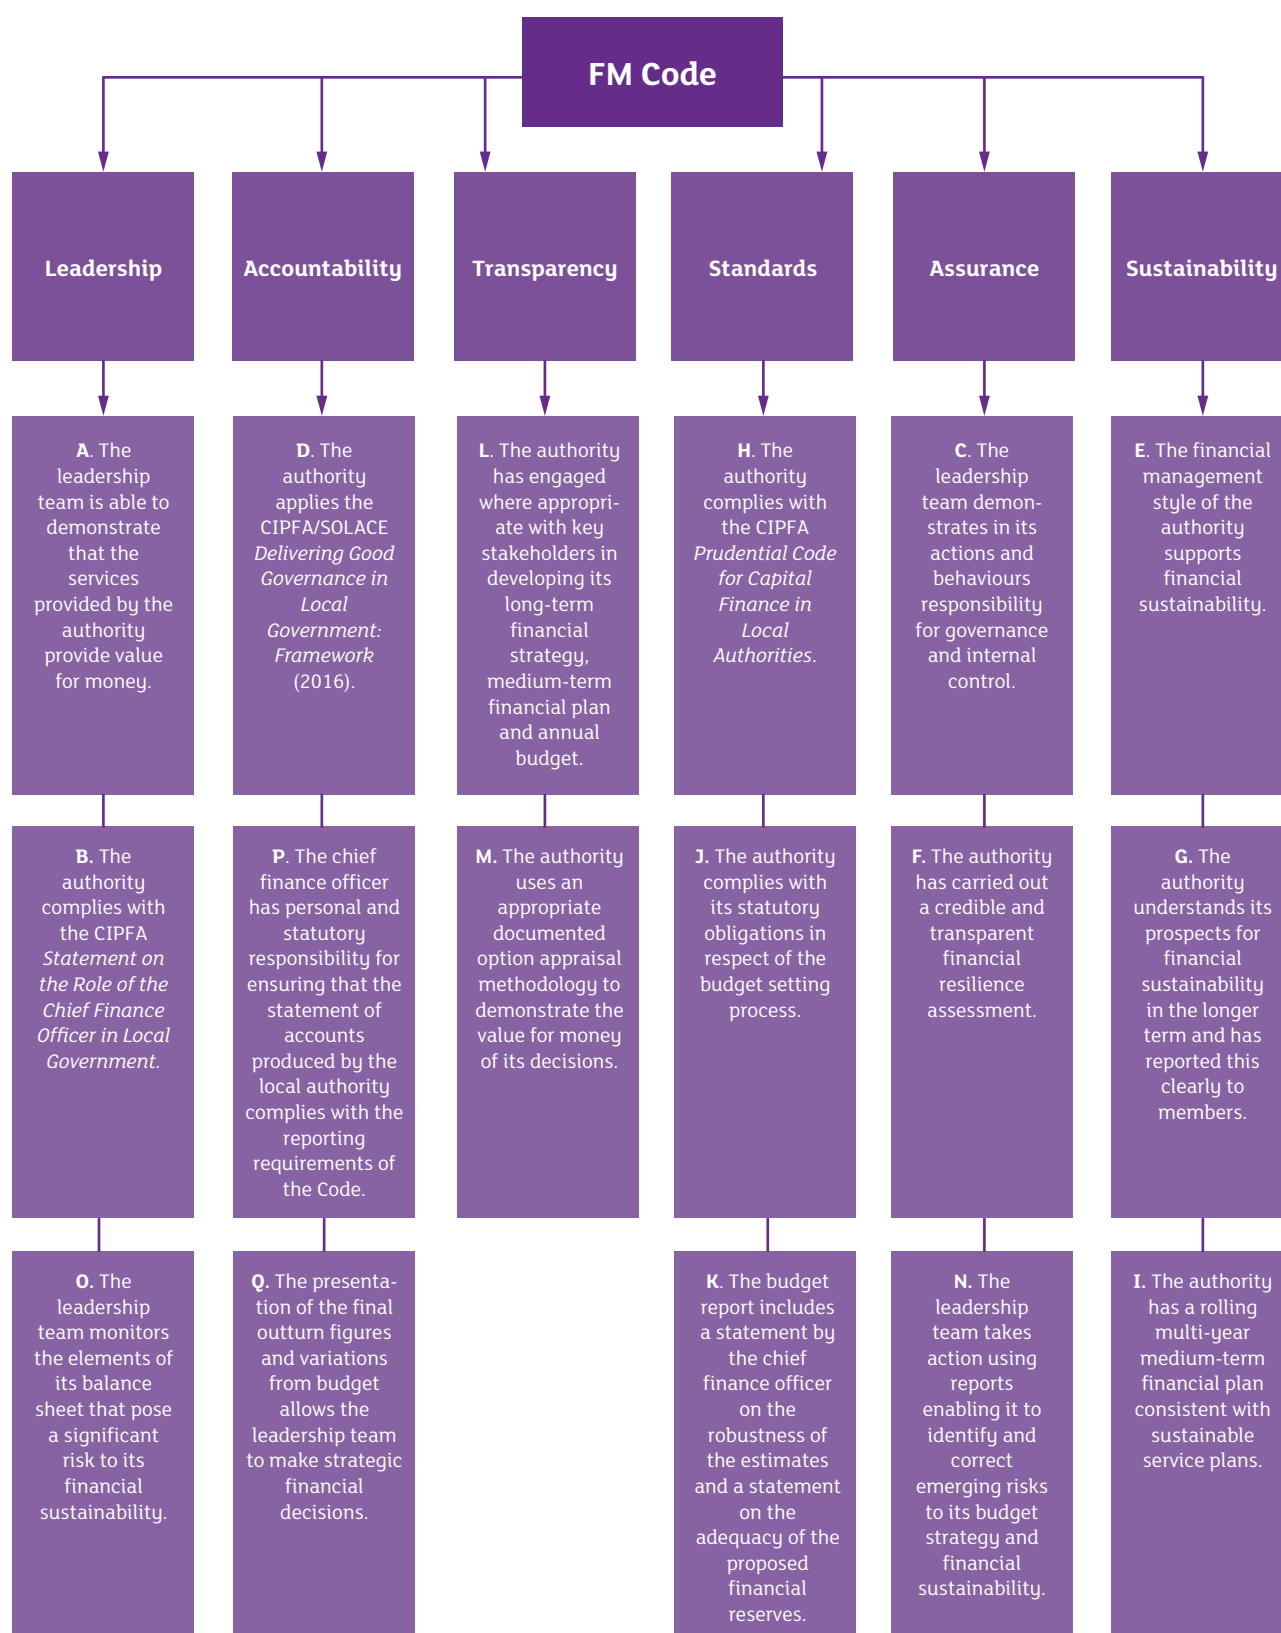 FM Code
Leadership
Accountability
Transparency
Standards
Assurance
Sustainability
A. The
leadership
team is able to
demonstrate
that the
services
provided by the
authority
provide value
for money.
D. The
authority
applies the
CIPFA/SOLACE
Delivering Good
Governance in
Local
Government:
Framework
(2016).
L. The authority
has engaged
where appropri-
ate with key
stakeholders in
developing its
long-term
financial
strategy,
medium-term
financial plan
and annual
budget.
H. The
authority
complies with
the CIPFA
Prudential Code
for Capital
Finance in
Local
Authorities.
C. The
leadership
team demon-
strates in its
actions and
behaviours
responsibility
for governance
and internal
control.
E. The financial
management
style of the
authority
supports
financial
sustainability.
B. The
authority
complies with
the CIPFA
Statement on
the Role of the
Chief Finance
Officer in Local
Government.
P. The chief
finance officer
has personal and
statutory
responsibility for
ensuring that the
statement of
accounts
produced by the
local authority
complies with the
reporting
requirements of
the Code.
M. The authority
uses an
appropriate
documented
option appraisal
methodology to
demonstrate the
value for money
of its decisions.
J. The authority
complies with
its statutory
obligations in
respect of the
budget setting
process.
F. The authority
has carried out
a credible and
transparent
financial
resilience
assessment.
G. The
authority
understands its
prospects for
financial
sustainability
in the longer
term and has
reported this
clearly to
members.
O. The
leadership
team monitors
the elements of
its balance
sheet that pose
a significant
risk to its
financial
sustainability.
Q. The presenta-
tion of the final
outturn figures
and variations
from budget
allows the
leadership team
to make strategic
financial
decisions.
K. The budget
report includes
a statement by
the chief
finance officer
on the
robustness of
the estimates
and a statement
on the
adequacy of the
proposed
financial
reserves.
N. The
leadership
team takes
action using
reports
enabling it to
identify and
correct
emerging risks
to its budget
strategy and
financial
sustainability.
I. The authority
has a rolling
multi-year
medium-term
financial plan
consistent with
sustainable
service plans.